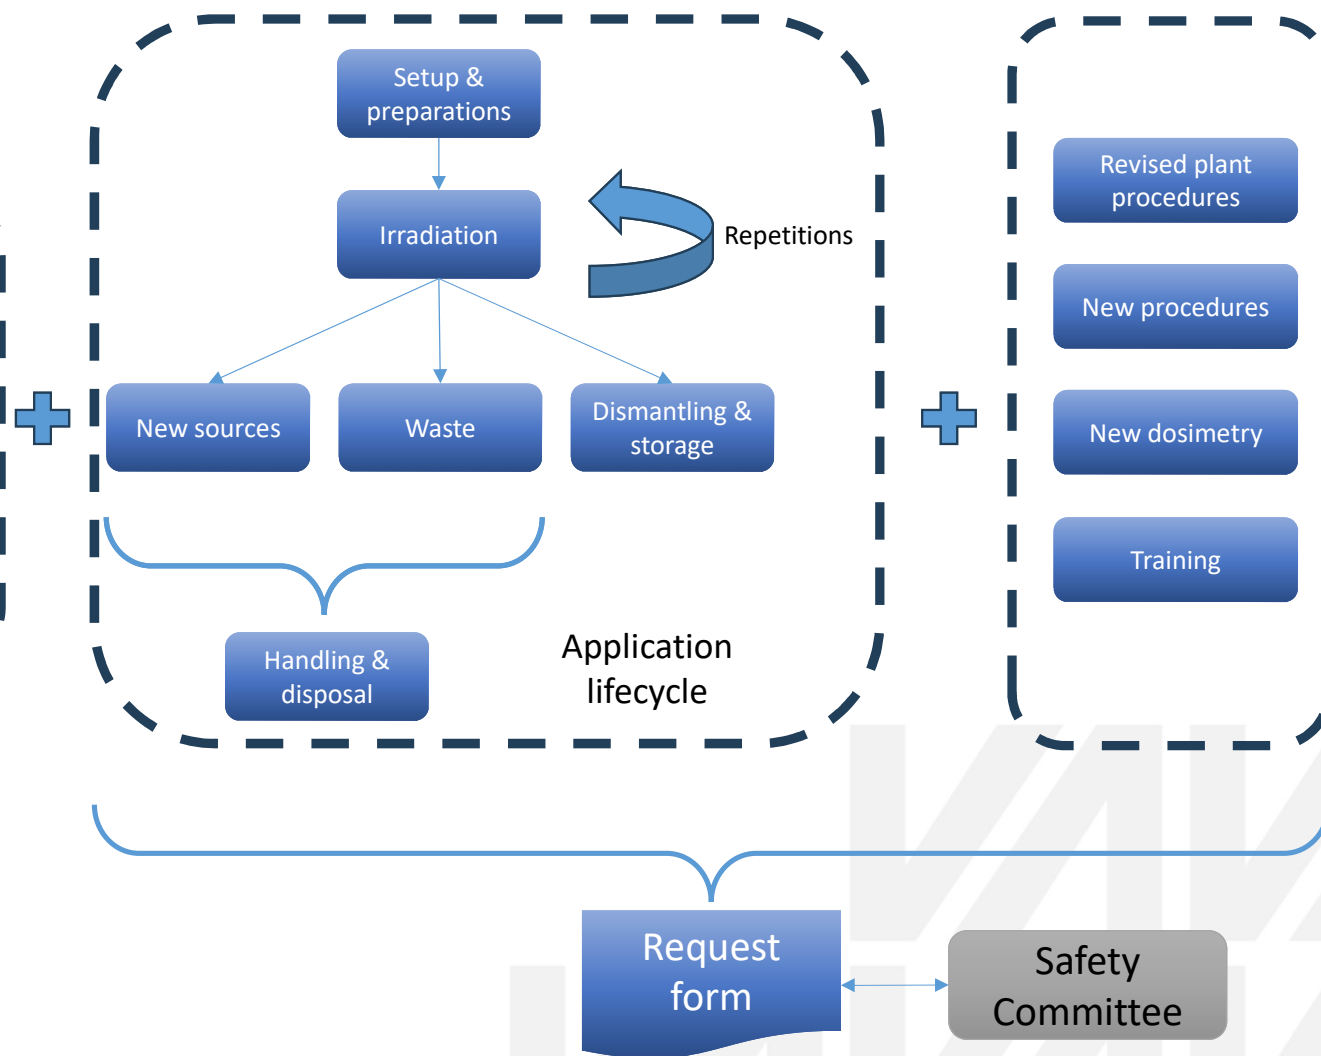 Setup &
preparations
Irradiation
Repetitions
New sources
Waste
Dismantling &
storage
Handling &
disposal
Application
lifecycle
Revised plant
procedures
New procedures
New dosimetry
Training
Request
form
Safety
Committee